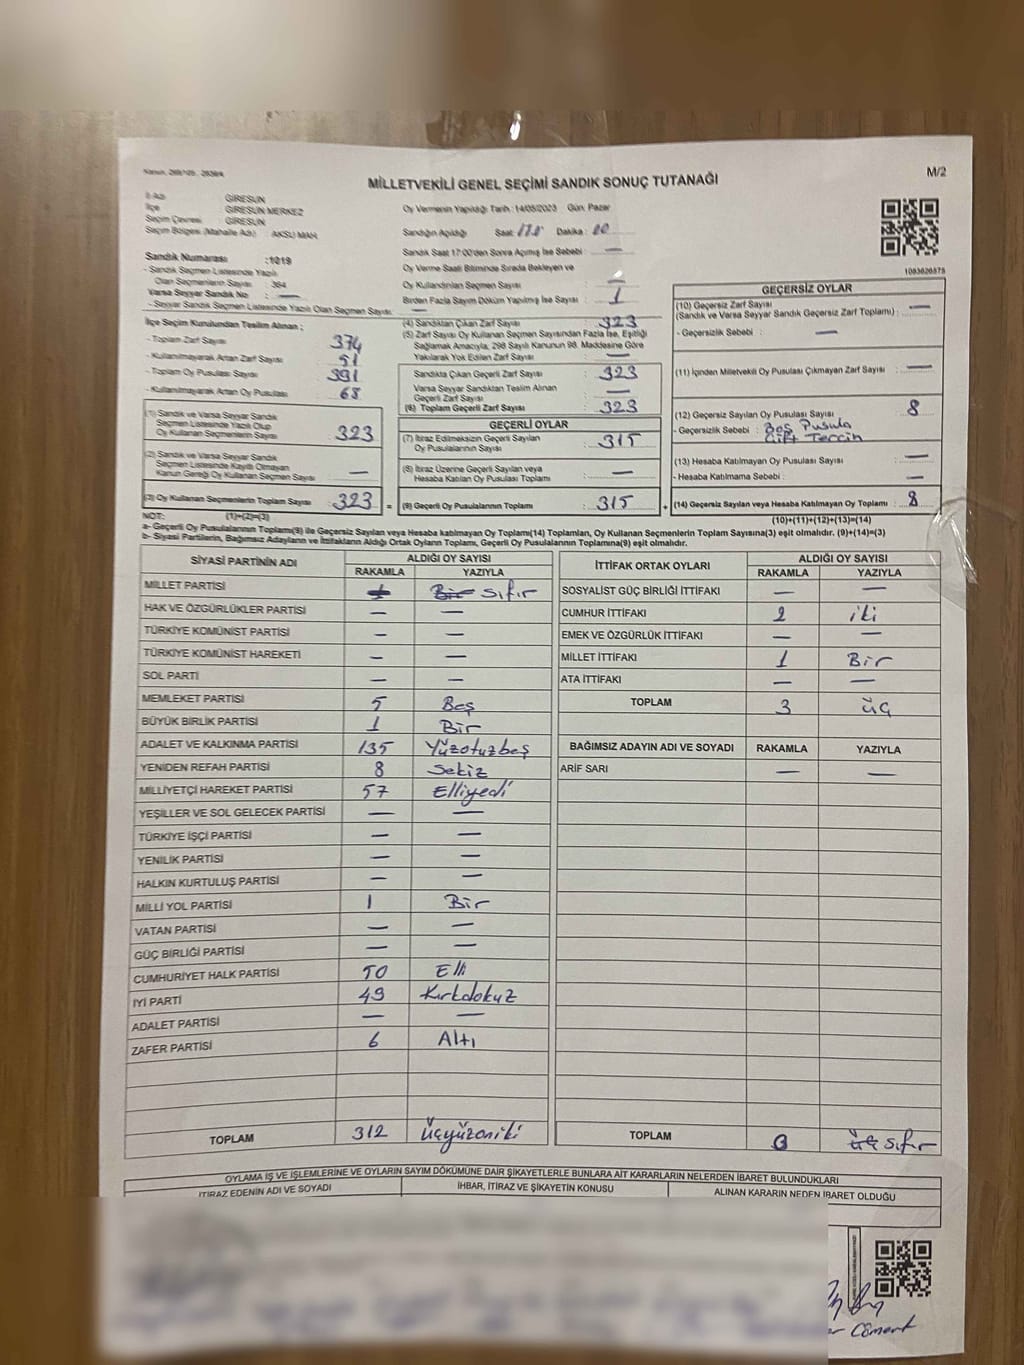 MİLLETVEKİLİ GENEL SEÇİMİ SANDIK SONUÇ TUTANAĞI
M/2
İl Adı : GİRESUN
İlçe : GİRESUN MERKEZ
Seçim Çevresi : GİRESUN
Seçim Bölgesi (Mahalle Adı) : AKSU MAH.
Sandık Numarası :1019
- Sandık Seçmen Listesinde Yazılı
Olan Seçmenlerin Sayısı : 364
Varsa Seyyar Sandık No : —
- Seyyar Sandık Seçmen Listesinde Yazılı Olan Seçmen Sayısı : —
Oy Vermenin Yapıldığı Tarih : 14/05/2023 Gün: Pazar
Sandığın Açıldığı Saat: Dakika :
Sandık Saat 17:00'den Sonra Açılmış İse Sebebi : —
Oy Verme Saati Bitiminde Sırada Bekleyen ve
Oy Kullandırılan Seçmen Sayısı : —
Birden Fazla Sayım Döküm Yapılmış İse Sayısı : 1
1083626575
İlçe Seçim Kurulundan Teslim Alınan ;
- Toplam Zarf Sayısı : 374
- Kullanılmayarak Artan Zarf Sayısı : 51
- Toplam Oy Pusulası Sayısı : 391
- Kullanılmayarak Artan Oy Pusulası : 68
(1) Sandık ve Varsa Seyyar Sandık
Seçmen Listesinde Yazılı Olup
Oy Kullanan Seçmenlerin Sayısı : 323
(2) Sandık ve Varsa Seyyar Sandık
Seçmen Listesinde Kayıtlı Olmayan
Kanun Gereği Oy Kullanan Seçmen Sayısı : —
(3) Oy Kullanan Seçmenlerin Toplam Sayısı : 323 =
(4) Sandıktan Çıkan Zarf Sayısı : 323
(5) Zarf Sayısı Oy Kullanan Seçmen Sayısından Fazla İse, Eşitliği
Sağlamak Amacıyla, 298 Sayılı Kanunun 98. Maddesine Göre
Yakılarak Yok Edilen Zarf Sayısı : —
Sandıkta Çıkan Geçerli Zarf Sayısı : 323
Varsa Seyyar Sandıktan Teslim Alınan
Geçerli Zarf Sayısı : —
(6) Toplam Geçerli Zarf Sayısı : 323
GEÇERLİ OYLAR
(7) İtiraz Edilmeksizin Geçerli Sayılan
Oy Pusulalarının Sayısı : 315
(8) İtiraz Üzerine Geçerli Sayılan veya
Hesaba Katılan Oy Pusulası Toplamı : —
(9) Geçerli Oy Pusulalarının Toplamı : 315 +
GEÇERSİZ OYLAR
(10) Geçersiz Zarf Sayısı
(Sandık ve Varsa Seyyar Sandık Geçersiz Zarf Toplamı) : —
- Geçersizlik Sebebi : —
(11) İçinden Milletvekili Oy Pusulası Çıkmayan Zarf Sayısı : —
(12) Geçersiz Sayılan Oy Pusulası Sayısı : 8
- Geçersizlik Sebebi : Boş Pusula
Çift Tercih
(13) Hesaba Katılmayan Oy Pusulası Sayısı : —
- Hesaba Katılmama Sebebi : —
(14) Geçersiz Sayılan veya Hesaba Katılmayan Oy Toplamı : 8
NOT: (1)+(2)=(3) (10)+(11)+(12)+(13)=(14)
a- Geçerli Oy Pusulalarının Toplamı(9) ile Geçersiz Sayılan veya Hesaba katılmayan Oy Toplamı(14) Toplamları, Oy Kullanan Seçmenlerin Toplam Sayısına(3) eşit olmalıdır. (9)+(14)=(3)
b- Siyasi Partilerin, Bağımsız Adayların ve İttifakların Aldığı Ortak Oyların Toplamı, Geçerli Oy Pusulalarının Toplamına(9) eşit olmalıdır.
SİYASİ PARTİNİN ADI ALDIĞI OY SAYISI
RAKAMLA YAZIYLA
MİLLET PARTİSİ 1 Bir sıfır
HAK VE ÖZGÜRLÜKLER PARTİSİ — —
TÜRKİYE KOMÜNİST PARTİSİ — —
TÜRKİYE KOMÜNİST HAREKETİ — —
SOL PARTİ — —
MEMLEKET PARTİSİ 5 Beş
BÜYÜK BİRLİK PARTİSİ 1 Bir
ADALET VE KALKINMA PARTİSİ 135 Yüzotuzbeş
YENİDEN REFAH PARTİSİ 8 Sekiz
MİLLİYETÇİ HAREKET PARTİSİ 57 Elliyedi
YEŞİLLER VE SOL GELECEK PARTİSİ — —
TÜRKİYE İŞÇİ PARTİSİ — —
YENİLİK PARTİSİ — —
HALKIN KURTULUŞ PARTİSİ — —
MİLLİ YOL PARTİSİ 1 Bir
VATAN PARTİSİ — —
GÜÇ BİRLİĞİ PARTİSİ — —
CUMHURİYET HALK PARTİSİ 50 Elli
İYİ PARTİ 49 Kırkdokuz
ADALET PARTİSİ — —
ZAFER PARTİSİ 6 Altı
TOPLAM 312 Üçyüzoniki
İTTİFAK ORTAK OYLARI ALDIĞI OY SAYISI
RAKAMLA YAZIYLA
SOSYALİST GÜÇ BİRLİĞİ İTTİFAKI — —
CUMHUR İTTİFAKI 2 iki
EMEK VE ÖZGÜRLÜK İTTİFAKI — —
MİLLET İTTİFAKI 1 Bir
ATA İTTİFAKI — —
TOPLAM 3 üç
BAĞIMSIZ ADAYIN ADI VE SOYADI RAKAMLA YAZIYLA
ARİF SARI — —
TOPLAM 0 üç sıfır
OYLAMA İŞ VE İŞLEMLERİNE VE OYLARIN SAYIM DÖKÜMÜNE DAİR ŞİKAYETLERLE BUNLARA AİT KARARLARIN NELERDEN İBARET BULUNDUKLARI
İTİRAZ EDENİN ADI VE SOYADI İHBAR, İTİRAZ VE ŞİKAYETİN KONUSU ALINAN KARARIN NEDEN İBARET OLDUĞU
Cömert